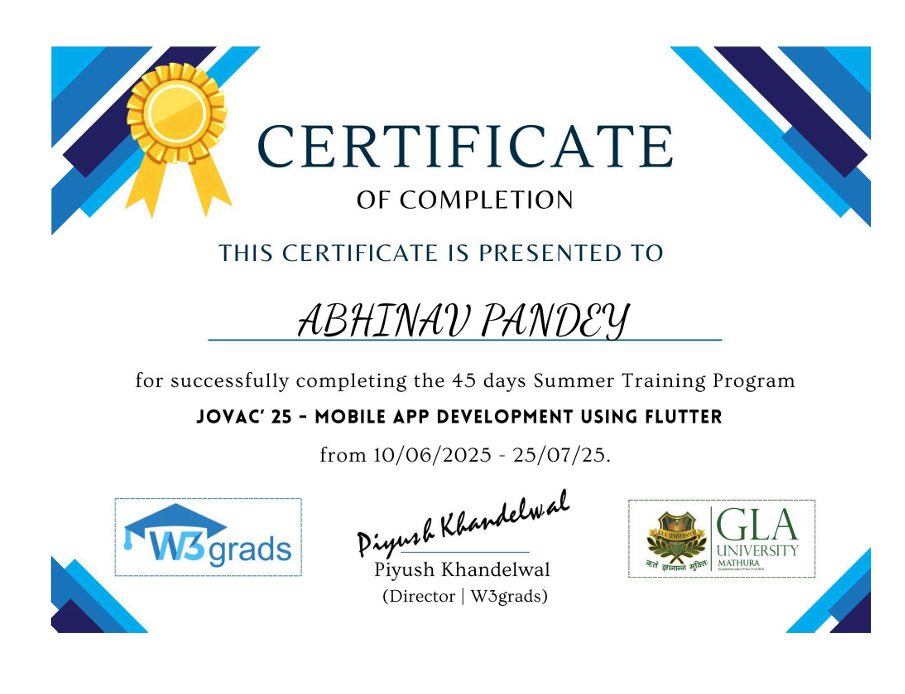 CERTIFICATE
OF COMPLETION
THIS CERTIFICATE IS PRESENTED TO
ABHINAV PANDEY
for successfully completing the 45 days Summer Training Program
JOVAC' 25 - MOBILE APP DEVELOPMENT USING FLUTTER
from 10/06/2025 - 25/07/25.
W3grads
Piyush Khandelwal
Piyush Khandelwal
(Director | W3grads)
GLA UNIVERSITY
GLA
UNIVERSITY
MATHURA